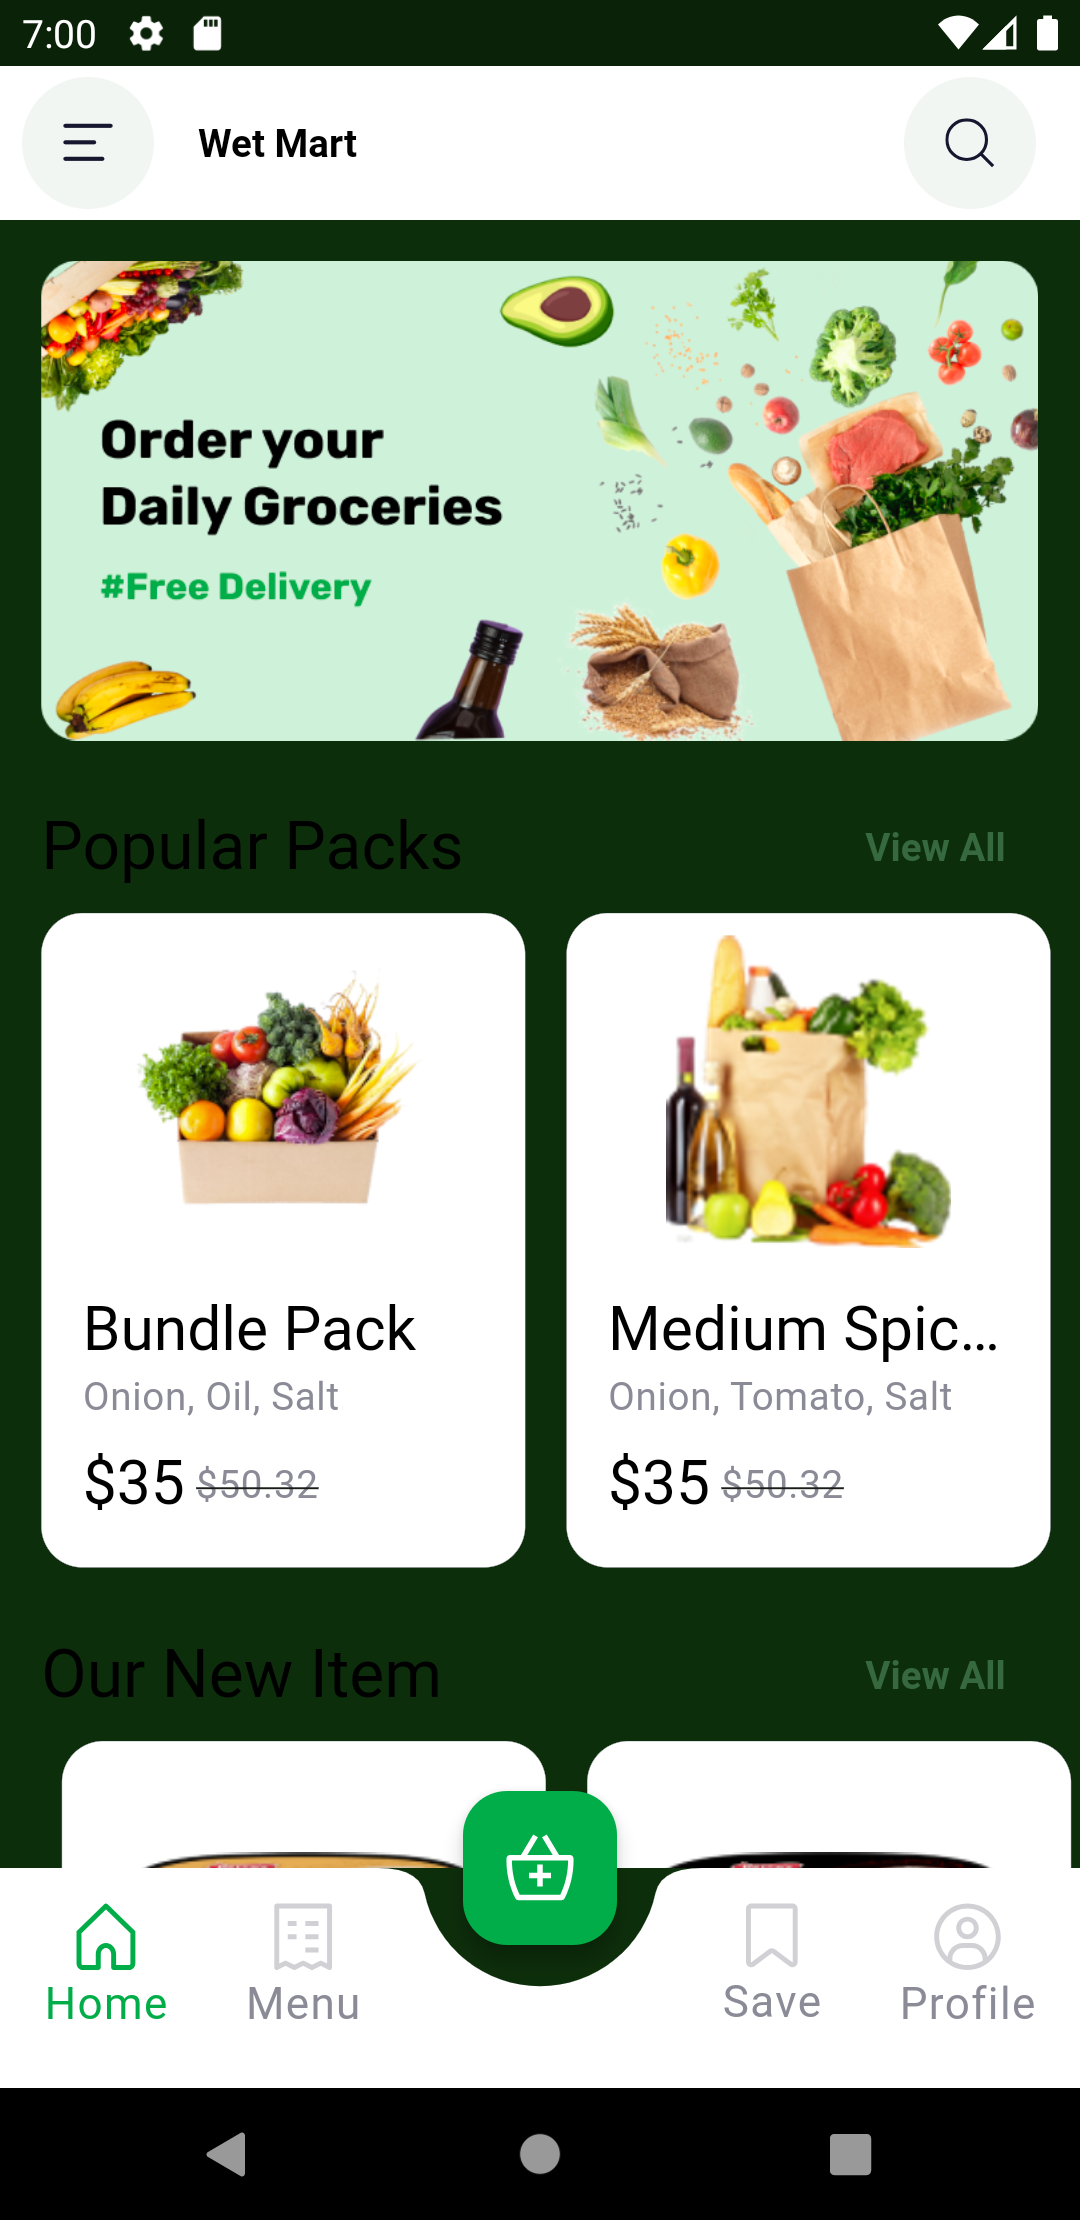 7:00
Wet Mart
Order your
Daily Groceries
#Free Delivery
Popular Packs
View All
Bundle Pack
Onion, Oil, Salt
$35 $50.32
Medium Spic...
Onion, Tomato, Salt
$35 $50.32
Our New Item
View All
Home
Menu
Save
Profile